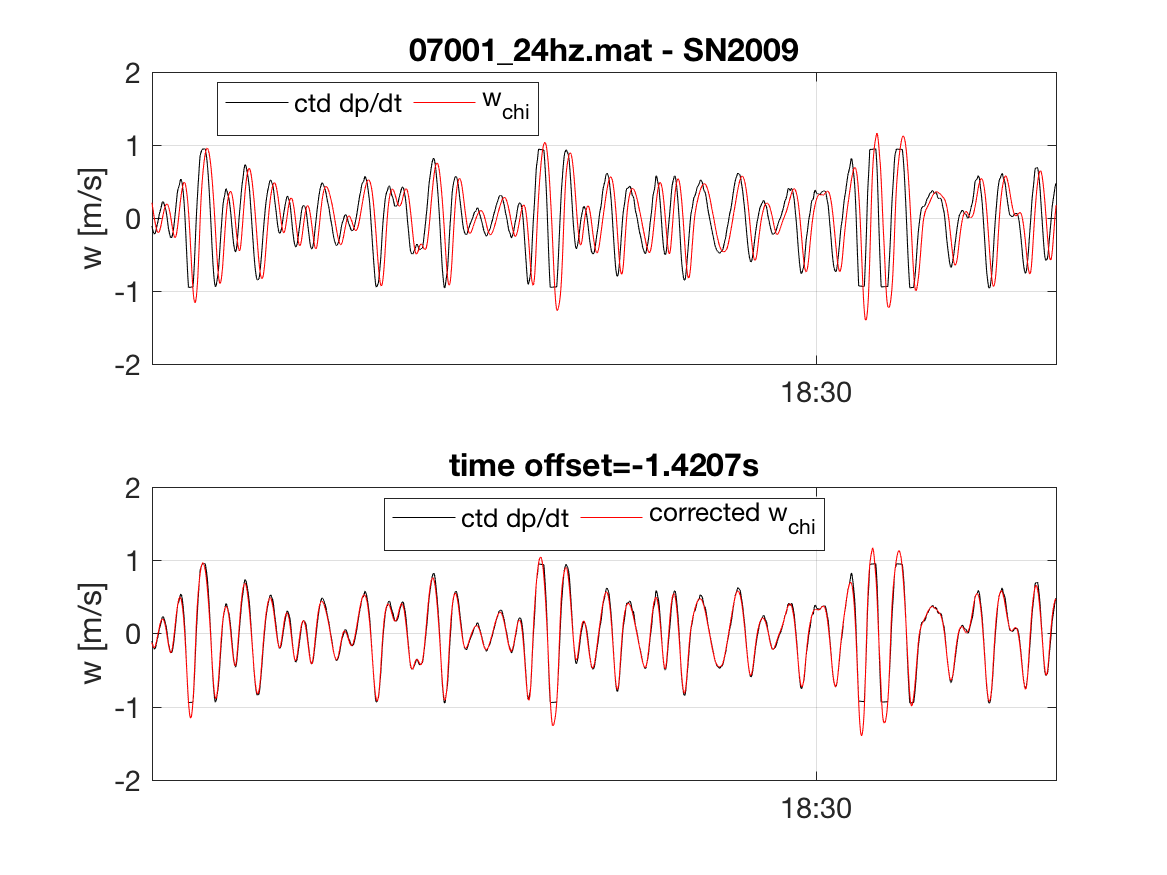 07001_24hz.mat - SN2009
ctd dp/dt w_chi
2
1
0
-1
-2
w [m/s]
18:30
time offset=-1.4207s
ctd dp/dt corrected w_chi
2
1
0
-1
-2
w [m/s]
18:30